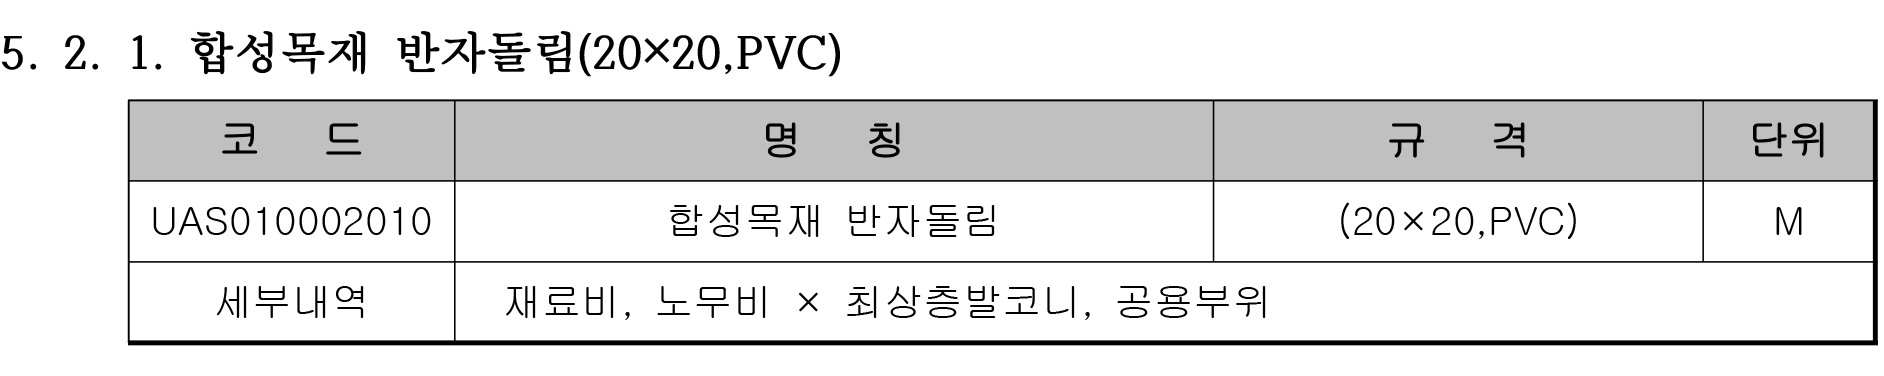 5. 2. 1. 합성목재 반자돌림(20×20,PVC)
코 드 명 칭 규 격 단위
UAS010002010 합성목재 반자돌림 (20×20,PVC) M
세부내역 재료비, 노무비 × 최상층발코니, 공용부위